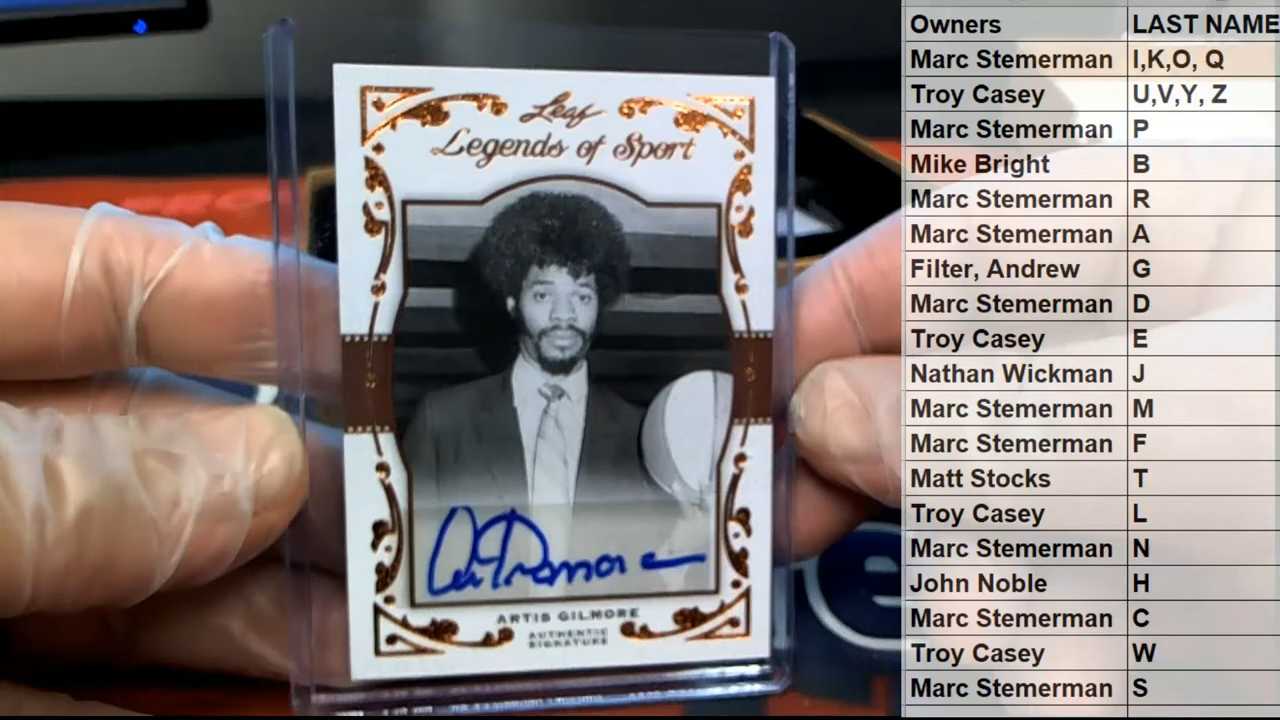 Leaf
Legends of Sport
ARTIS GILMORE
AUTHENTIC
SIGNATURE
Owners LAST NAME
Marc Stemerman I,K,O, Q
Troy Casey U,V,Y, Z
Marc Stemerman P
Mike Bright B
Marc Stemerman R
Marc Stemerman A
Filter, Andrew G
Marc Stemerman D
Troy Casey E
Nathan Wickman J
Marc Stemerman M
Marc Stemerman F
Matt Stocks T
Troy Casey L
Marc Stemerman N
John Noble H
Marc Stemerman C
Troy Casey W
Marc Stemerman S